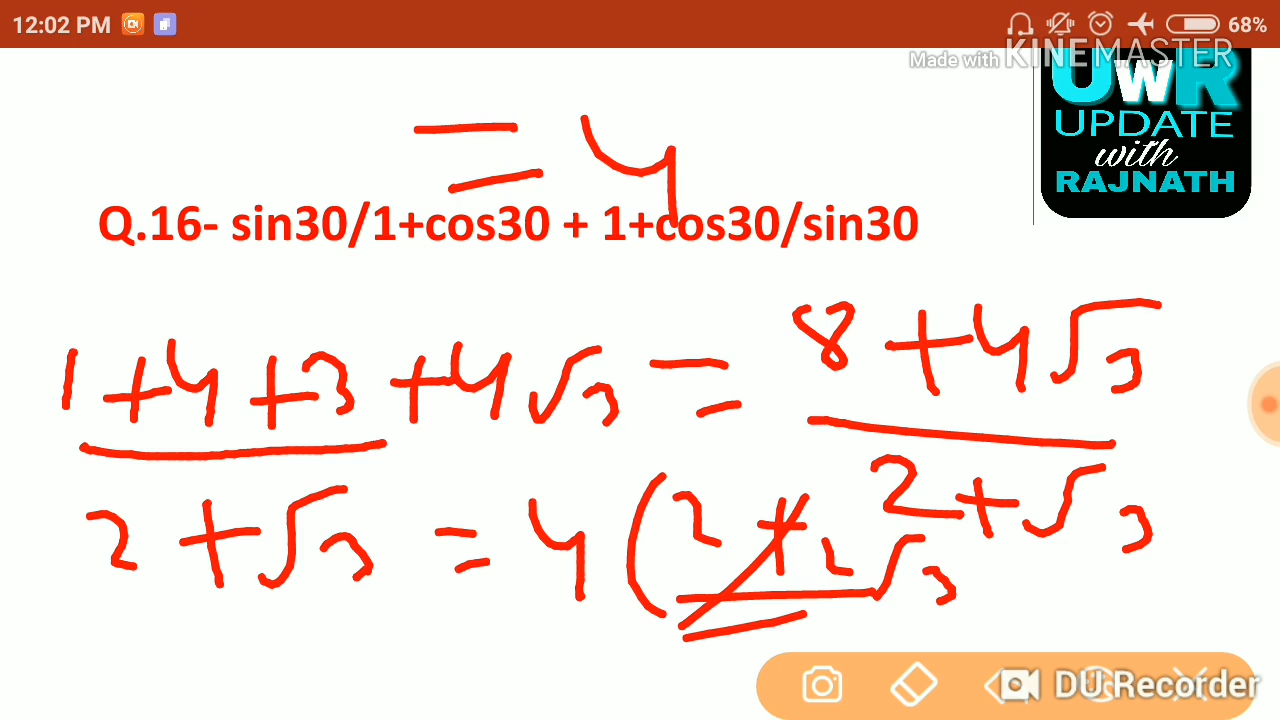 12:02 PM
68%
Made with KINEMASTER
UWR
UPDATE
with
RAJNATH
= 4
Q.16- sin30/1+cos30 + 1+cos30/sin30
1+4+3+4√3 = 8+4√3
2+√3 = 4(2+2√3 2+√3
DU Recorder